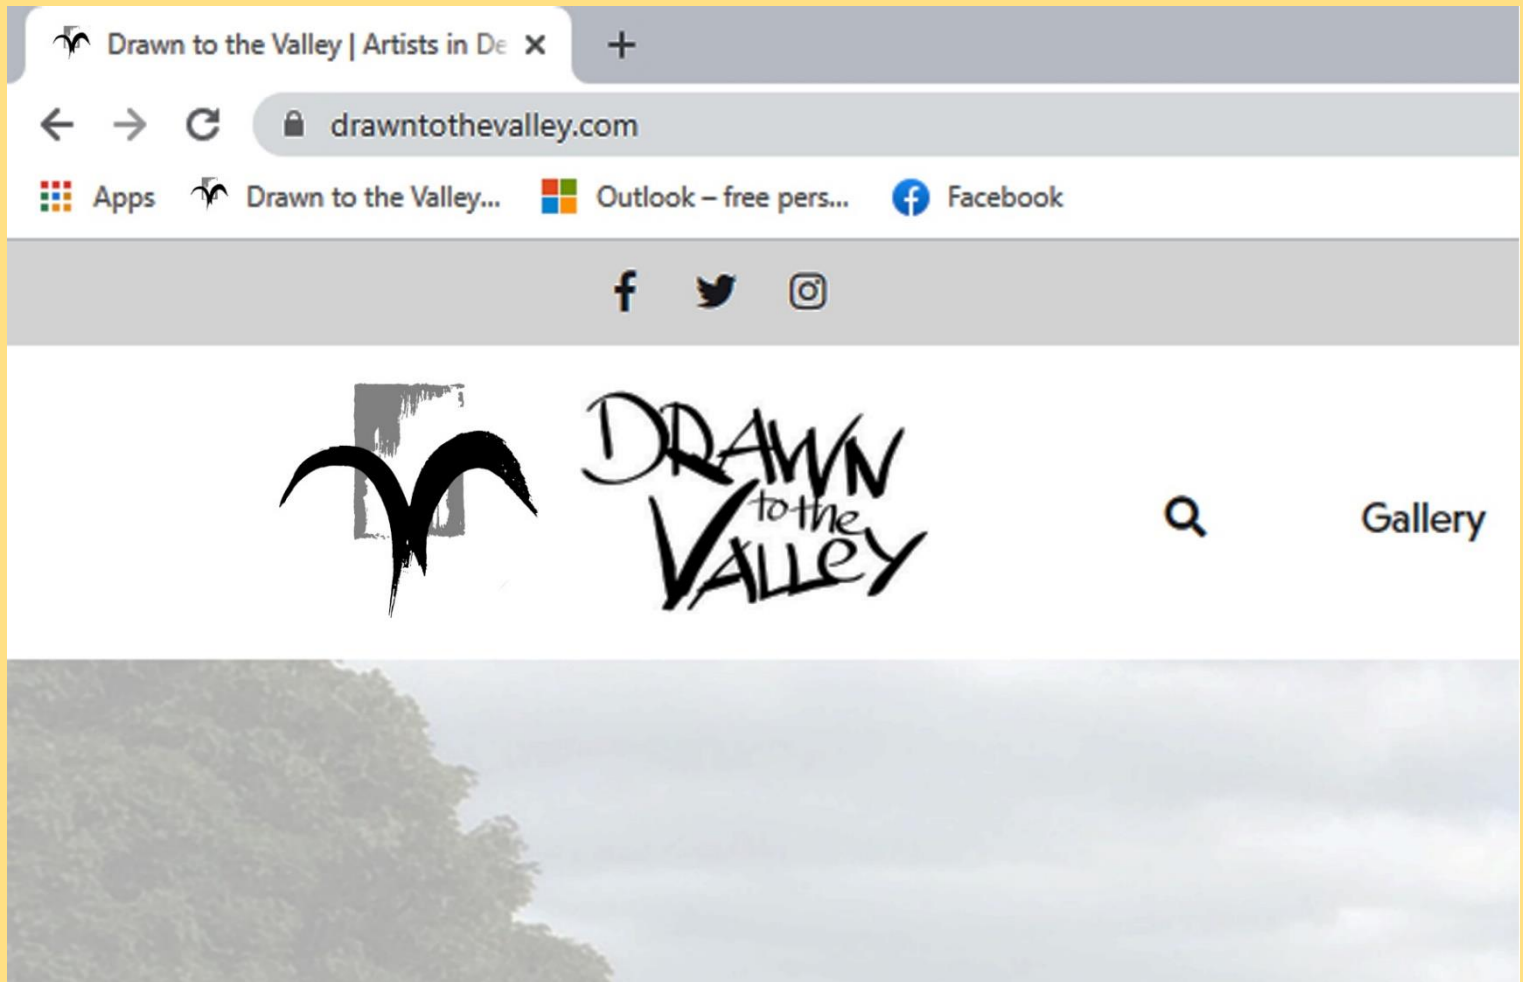 Drawn to the Valley | Artists in De
drawntothevalley.com
Apps Drawn to the Valley... Outlook – free pers... Facebook
DRAWN
to the
VALLEY
Gallery